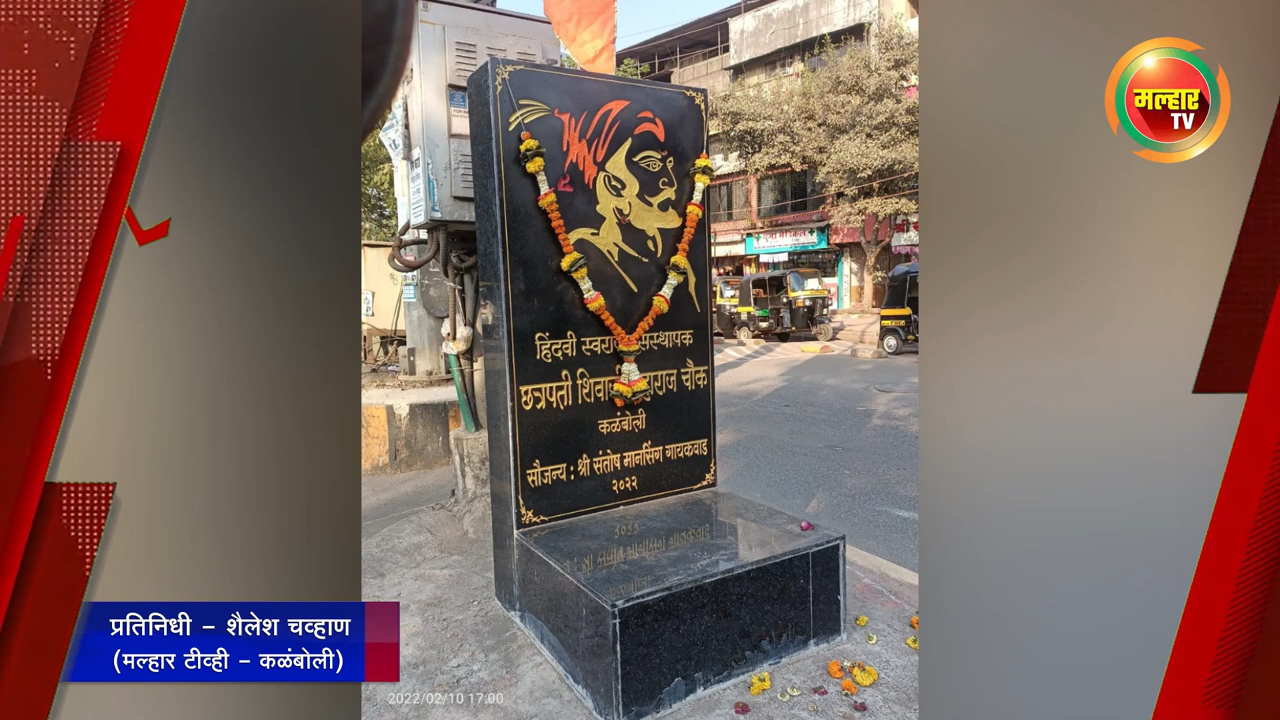 मल्हार
TV
हिंदवी संस्थापक
छत्रपती चौक
कळंबोली
सौजन्य : श्री संतोष मानसिंग गायकवाड
२०२२
प्रतिनिधी – शैलेश चव्हाण
(मल्हार टीव्ही – कळंबोली)
2022/02/10 17:00